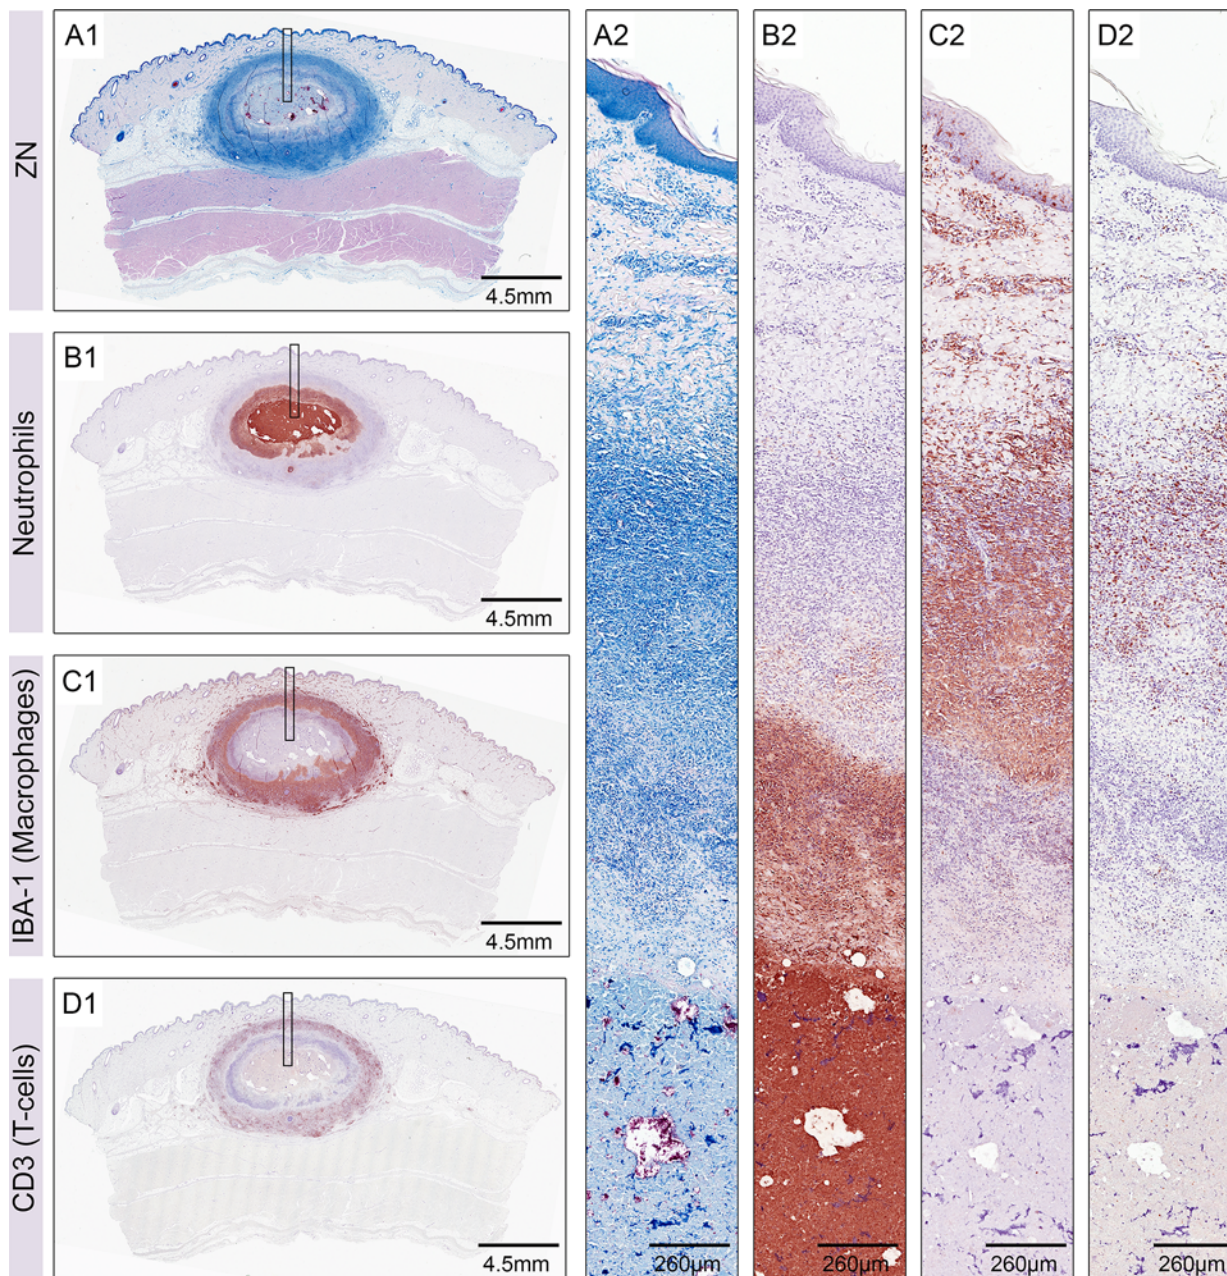 ZN
A1
4.5mm
Neutrophils
B1
4.5mm
IBA-1 (Macrophages)
C1
4.5mm
CD3 (T-cells)
D1
4.5mm
A2
260µm
B2
260µm
C2
260µm
D2
260µm